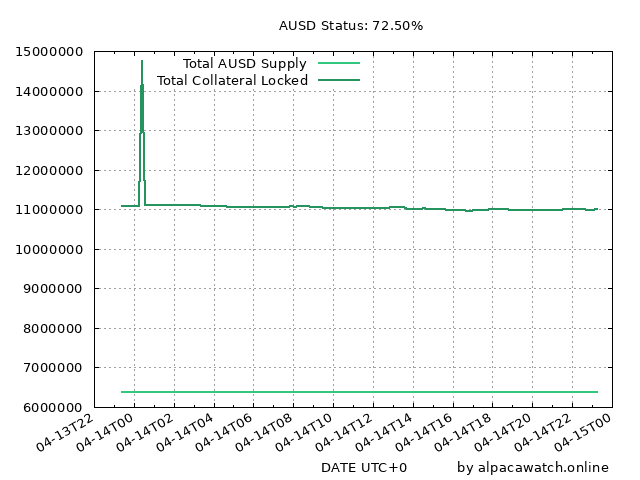 AUSD Status: 72.50%
15000000
14000000
13000000
12000000
11000000
10000000
9000000
8000000
7000000
6000000
Total AUSD Supply
Total Collateral Locked
04-13T22
04-14T00
04-14T02
04-14T04
04-14T06
04-14T08
04-14T10
04-14T12
04-14T14
04-14T16
04-14T18
04-14T20
04-14T22
04-15T00
DATE UTC+0
by alpacawatch.online